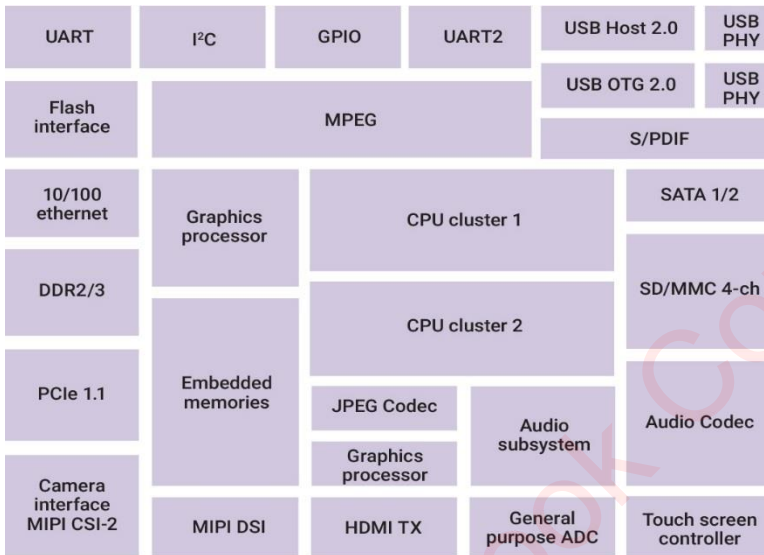 UART
I²C
GPIO
UART2
USB Host 2.0
USB
PHY
USB OTG 2.0
USB
PHY
Flash
interface
MPEG
S/PDIF
10/100
ethernet
Graphics
processor
CPU cluster 1
SATA 1/2
DDR2/3
SD/MMC 4-ch
CPU cluster 2
PCIe 1.1
Embedded
memories
JPEG Codec
Audio
subsystem
Audio Codec
Graphics
processor
Camera
interface
MIPI CSI-2
MIPI DSI
HDMI TX
General
purpose ADC
Touch screen
controller